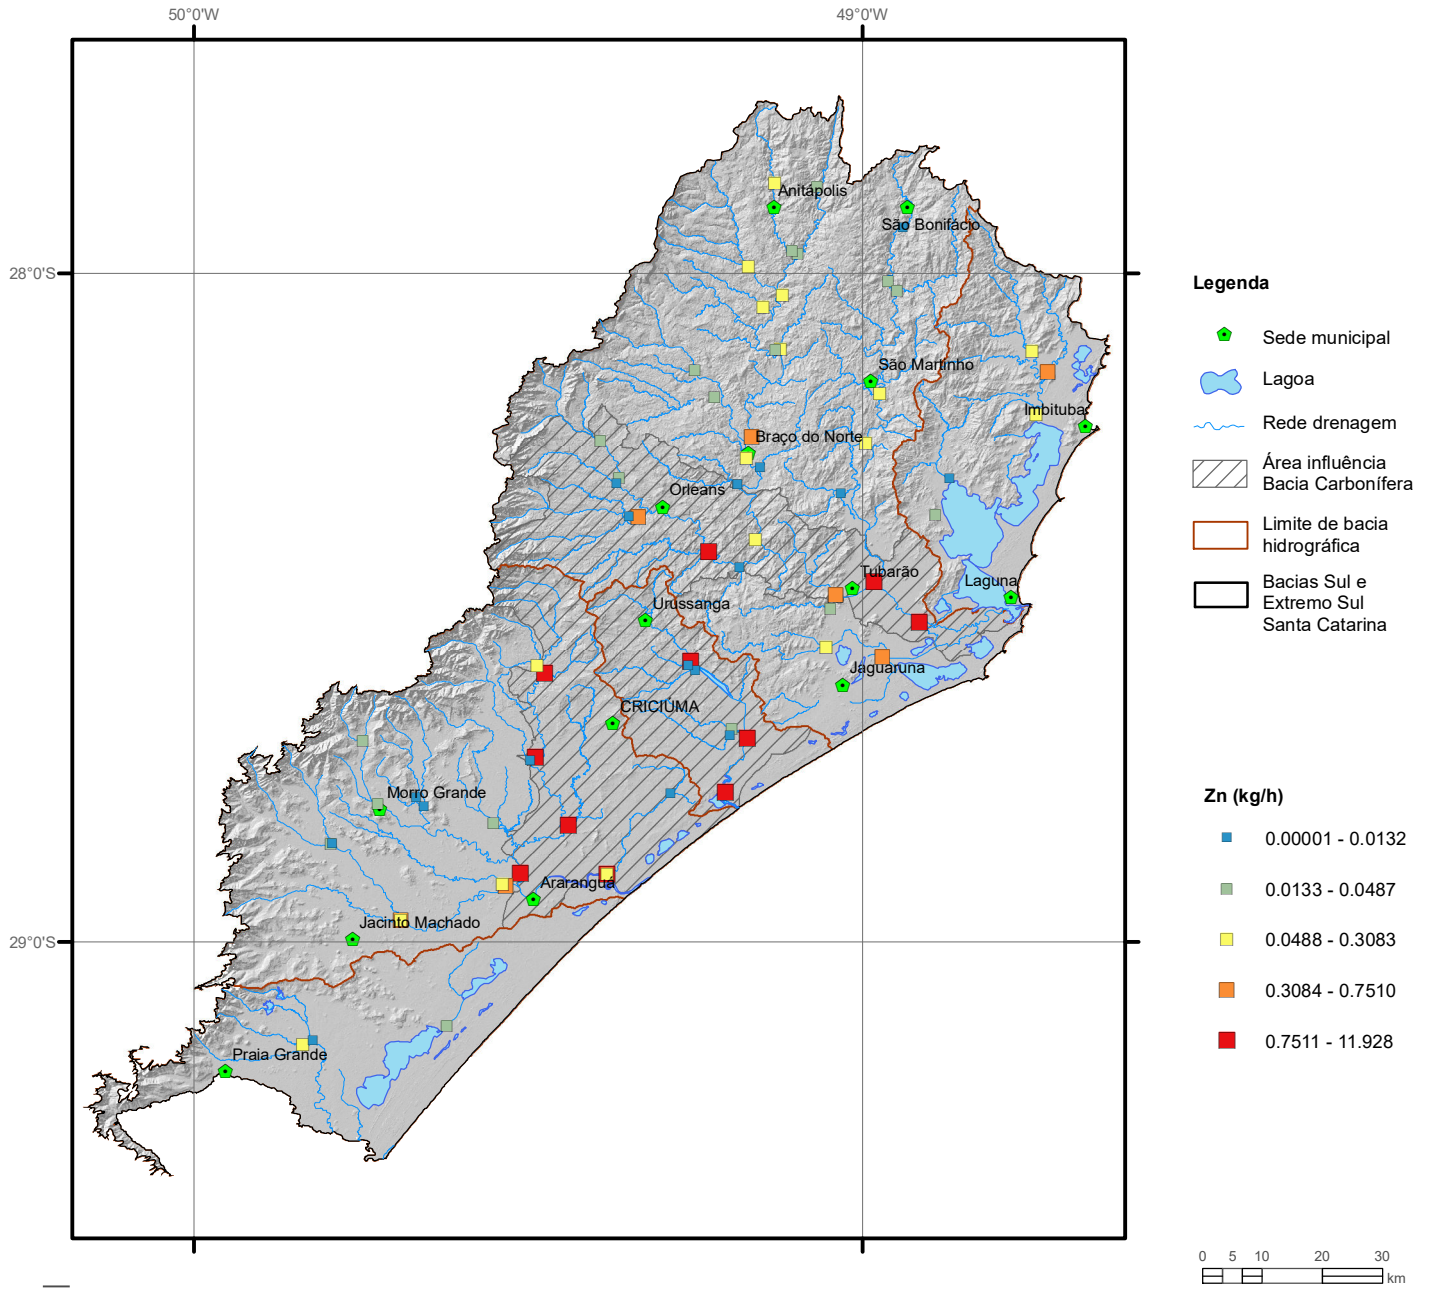 50°0'W
49°0'W
28°0'S
29°0'S
Anitápolis
São Bonifácio
São Martinho
Imbituba
Braço do Norte
Orleans
Tubarão
Laguna
Urussanga
Jaguaruna
CRICIÚMA
Morro Grande
Araranguá
Jacinto Machado
Praia Grande
Legenda
Sede municipal
Lagoa
Rede drenagem
Área influência
Bacia Carbonífera
Limite de bacia
hidrográfica
Bacias Sul e
Extremo Sul
Santa Catarina
Zn (kg/h)
0.00001 - 0.0132
0.0133 - 0.0487
0.0488 - 0.3083
0.3084 - 0.7510
0.7511 - 11.928
0 5 10 20 30
km